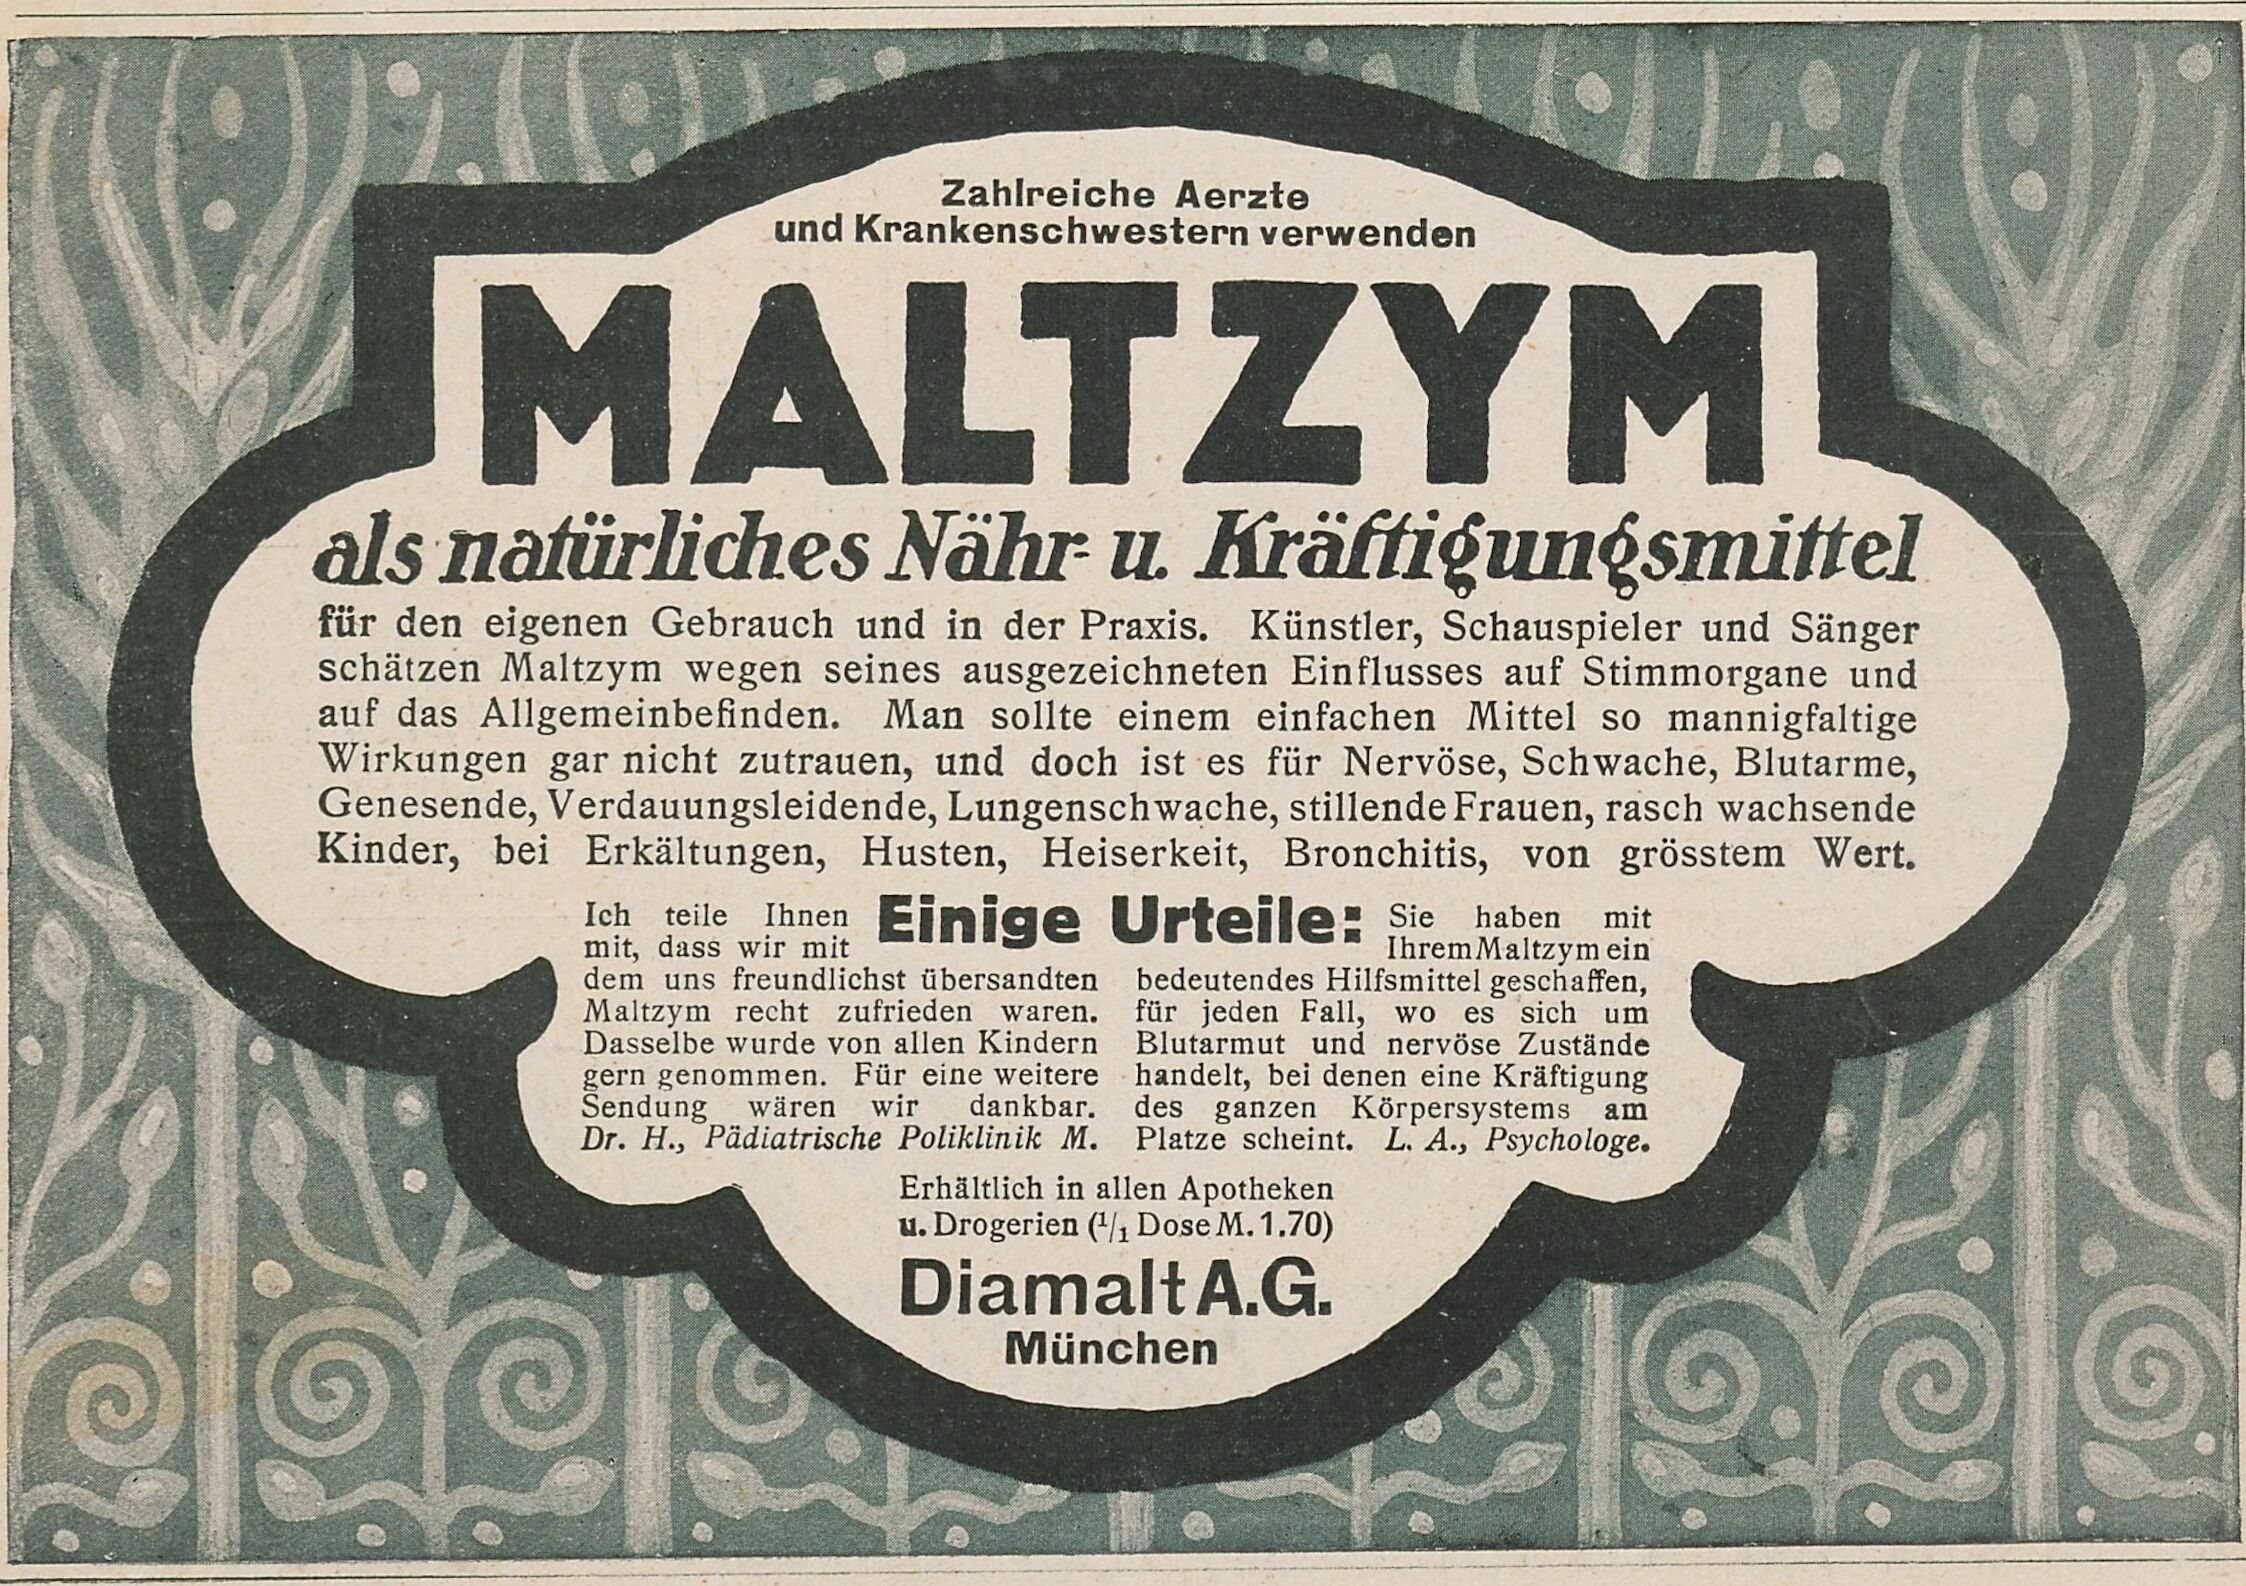 Zahlreiche Aerzte
und Krankenschwestern verwenden
MALTZYM
als natürliches Nähr- u. Kräftigungsmittel
für den eigenen Gebrauch und in der Praxis. Künstler, Schauspieler und Sänger
schätzen Maltzym wegen seines ausgezeichneten Einflusses auf Stimmorgane und
auf das Allgemeinbefinden. Man sollte einem einfachen Mittel so mannigfaltige
Wirkungen gar nicht zutrauen, und doch ist es für Nervöse, Schwache, Blutarme,
Genesende, Verdauungsleidende, Lungenschwache, stillende Frauen, rasch wachsende
Kinder, bei Erkältungen, Husten, Heiserkeit, Bronchitis, von grösstem Wert.
Einige Urteile:
Ich teile Ihnen
mit, dass wir mit
dem uns freundlichst übersandten
Maltzym recht zufrieden waren.
Dasselbe wurde von allen Kindern
gern genommen. Für eine weitere
Sendung wären wir dankbar.
Dr. H., Pädiatrische Poliklinik M.
Sie haben mit
Ihrem Maltzym ein
bedeutendes Hilfsmittel geschaffen,
für jeden Fall, wo es sich um
Blutarmut und nervöse Zustände
handelt, bei denen eine Kräftigung
des ganzen Körpersystems am
Platze scheint. L. A., Psychologe.
Erhältlich in allen Apotheken
u. Drogerien (1/1 Dose M. 1.70)
Diamalt A.G.
München